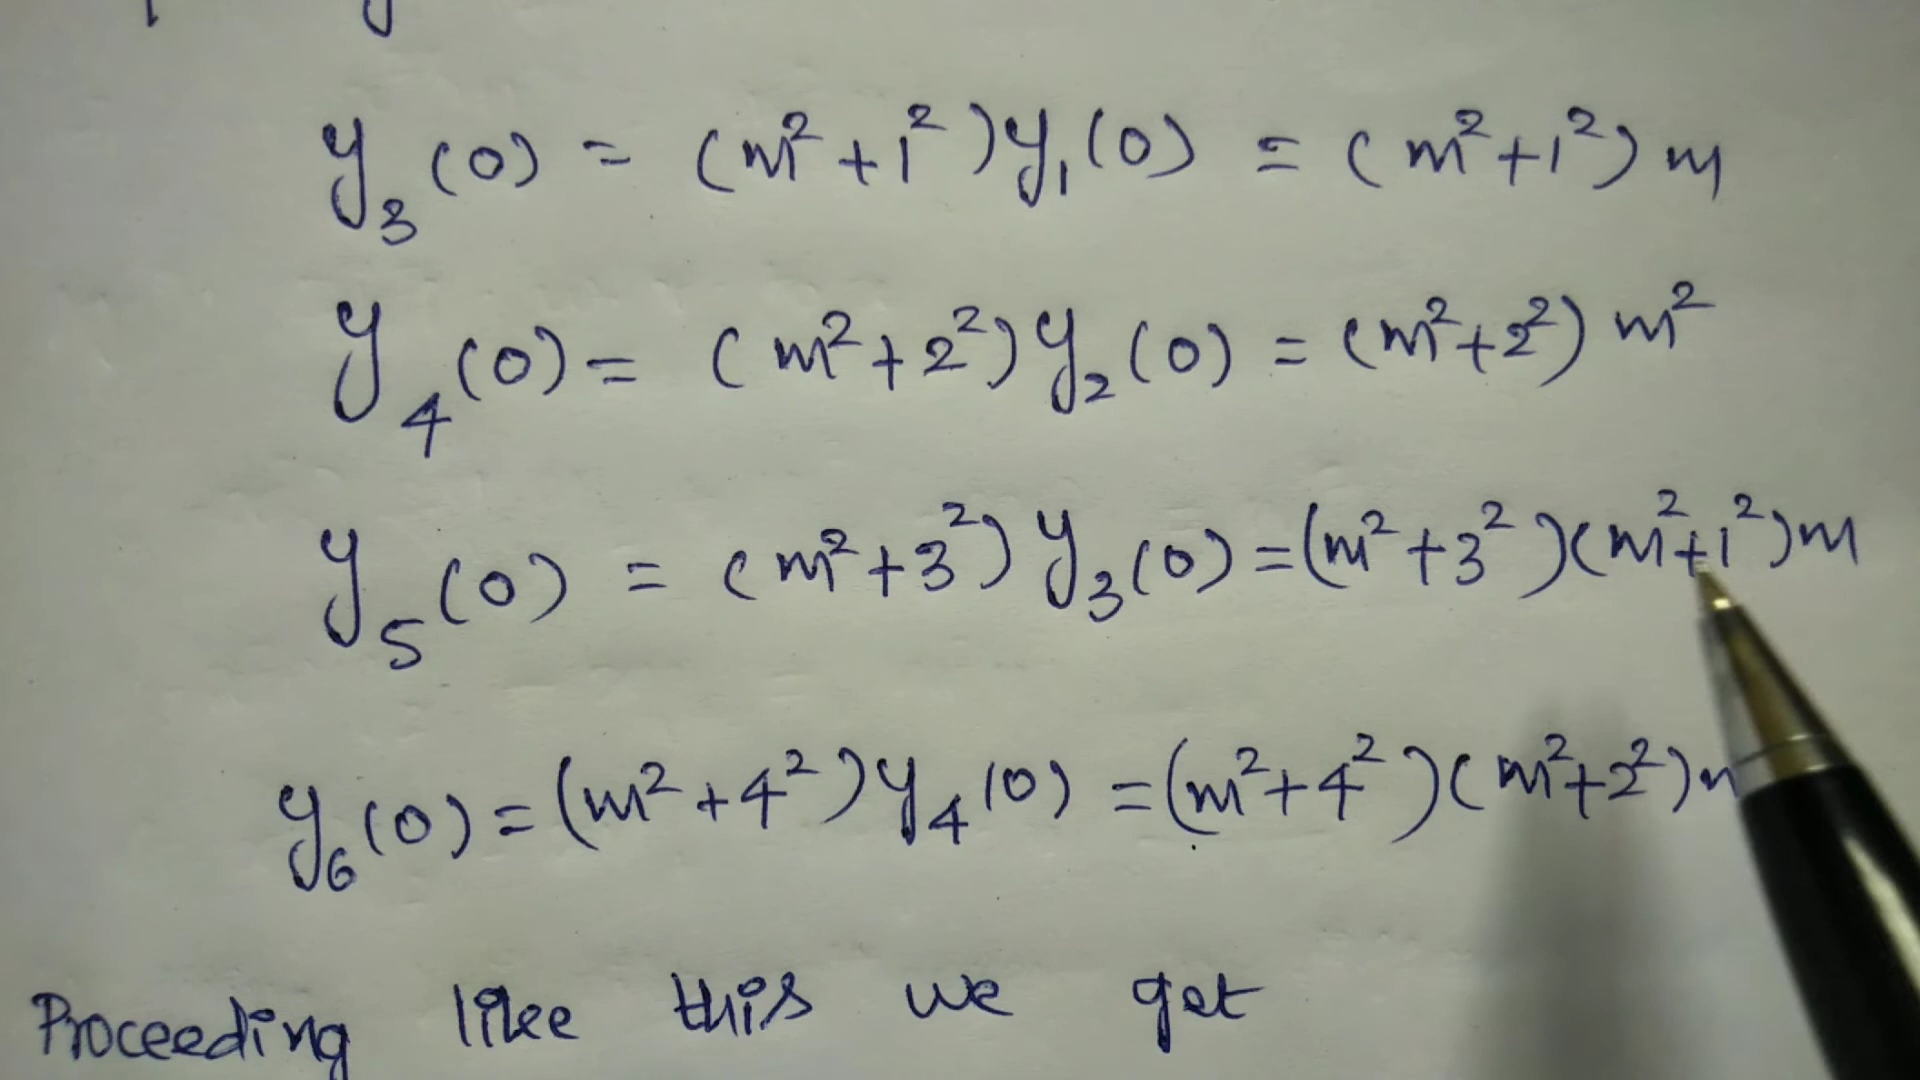 y₃(0) = (m²+1²)y₁(0) = (m²+1²)m
y₄(0) = (m²+2²)y₂(0) = (m²+2²)m²
y₅(0) = (m²+3²)y₃(0) = (m²+3²)(m²+1²)m
y₆(0) = (m²+4²)y₄(0) = (m²+4²)(m²+2²)
Proceeding like this we get